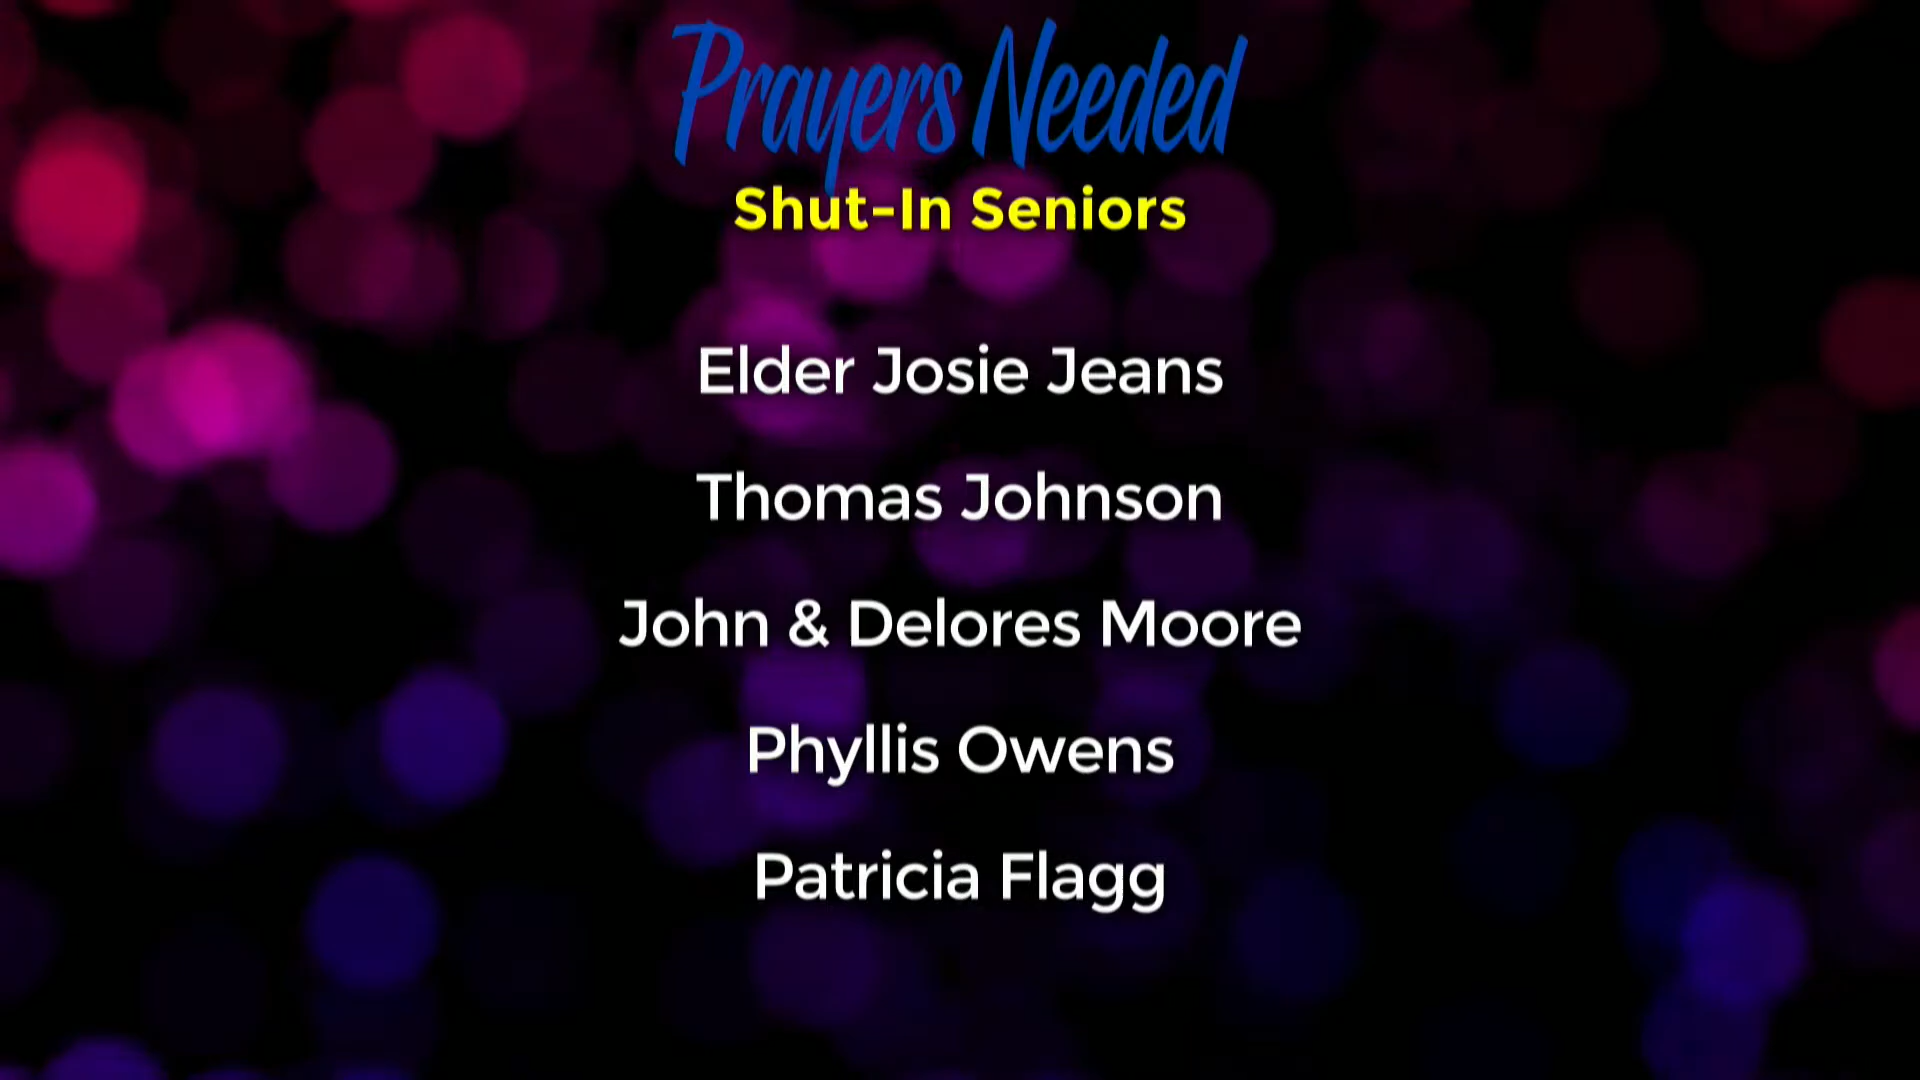 Prayers Needed
Shut-In Seniors
Elder Josie Jeans
Thomas Johnson
John & Delores Moore
Phyllis Owens
Patricia Flagg